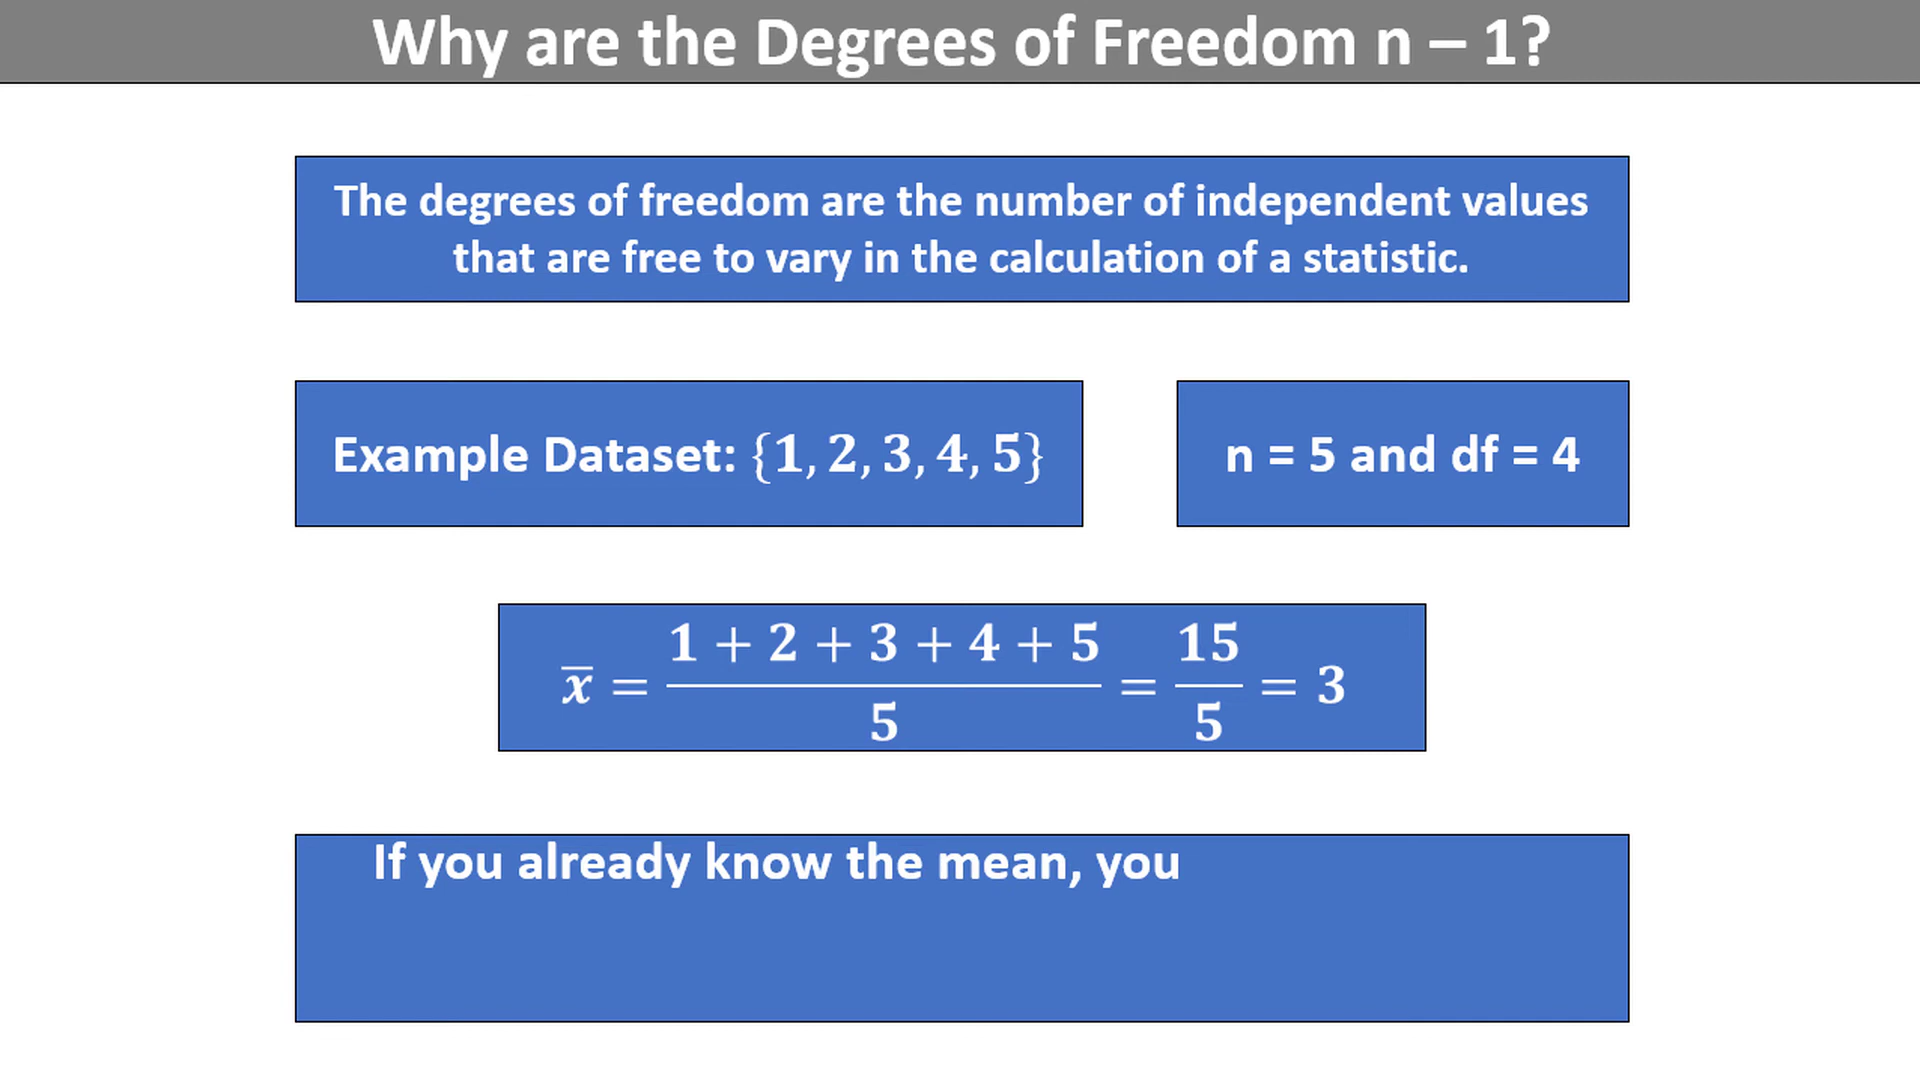 Why are the Degrees of Freedom n – 1?
The degrees of freedom are the number of independent values
that are free to vary in the calculation of a statistic.
Example Dataset: {1, 2, 3, 4, 5}
n = 5 and df = 4
x̅ = (1 + 2 + 3 + 4 + 5)/5 = 15/5 = 3
If you already know the mean, you